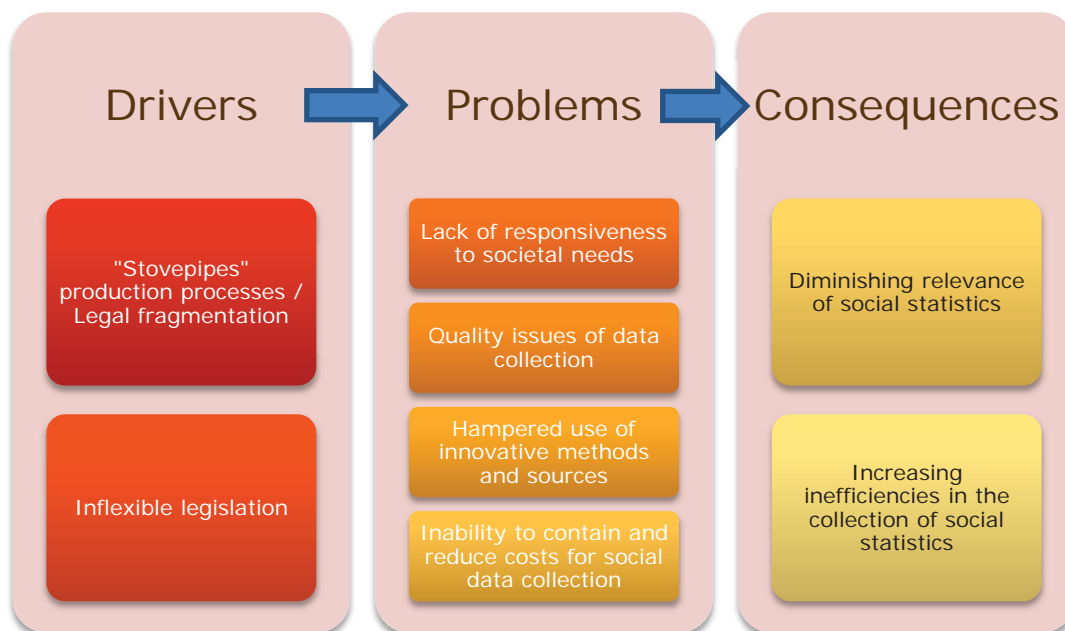 Drivers
Problems
Consequences
"Stovepipes"
production processes /
Legal fragmentation
Inflexible legislation
Lack of responsiveness
to societal needs
Quality issues of data
collection
Hampered use of
innovative methods
and sources
Inability to contain and
reduce costs for social
data collection
Diminishing relevance
of social statistics
Increasing
inefficiencies in the
collection of social
statistics